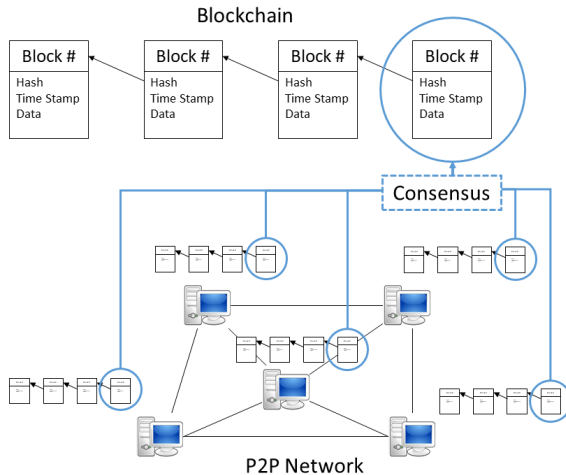 Blockchain
Block #
Hash
Time Stamp
Data
Block #
Hash
Time Stamp
Data
Block #
Hash
Time Stamp
Data
Block #
Hash
Time Stamp
Data
Consensus
P2P Network